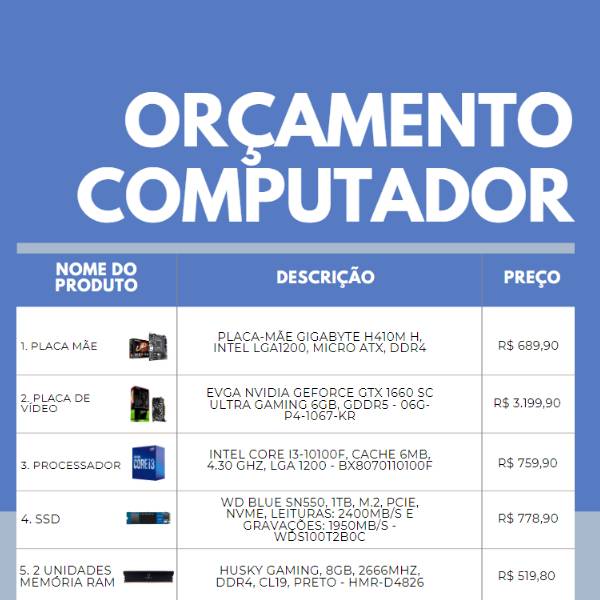 ORÇAMENTO
COMPUTADOR
NOME DO
PRODUTO
DESCRIÇÃO
PREÇO
1. PLACA MÃE
PLACA-MÃE GIGABYTE H410M H,
INTEL LGA1200, MICRO ATX, DDR4
R$ 689,90
2. PLACA DE
VÍDEO
EVGA NVIDIA GEFORCE GTX 1660 SC
ULTRA GAMING 6GB, GDDR5 - 06G-
P4-1067-KR
R$ 3.199,90
3. PROCESSADOR
CORE i3
INTEL CORE I3-10100F, CACHE 6MB,
4.30 GHZ, LGA 1200 - BX8070110100F
R$ 759,90
4. SSD
WD BLUE SN550, 1TB, M.2, PCIE,
NVME, LEITURAS: 2400MB/S E
GRAVAÇÕES: 1950MB/S -
WDS100T2B0C
R$ 778,90
5. 2 UNIDADES
MEMÓRIA RAM
HUSKY GAMING, 8GB, 2666MHZ,
DDR4, CL19, PRETO - HMR-D4826
R$ 519,80